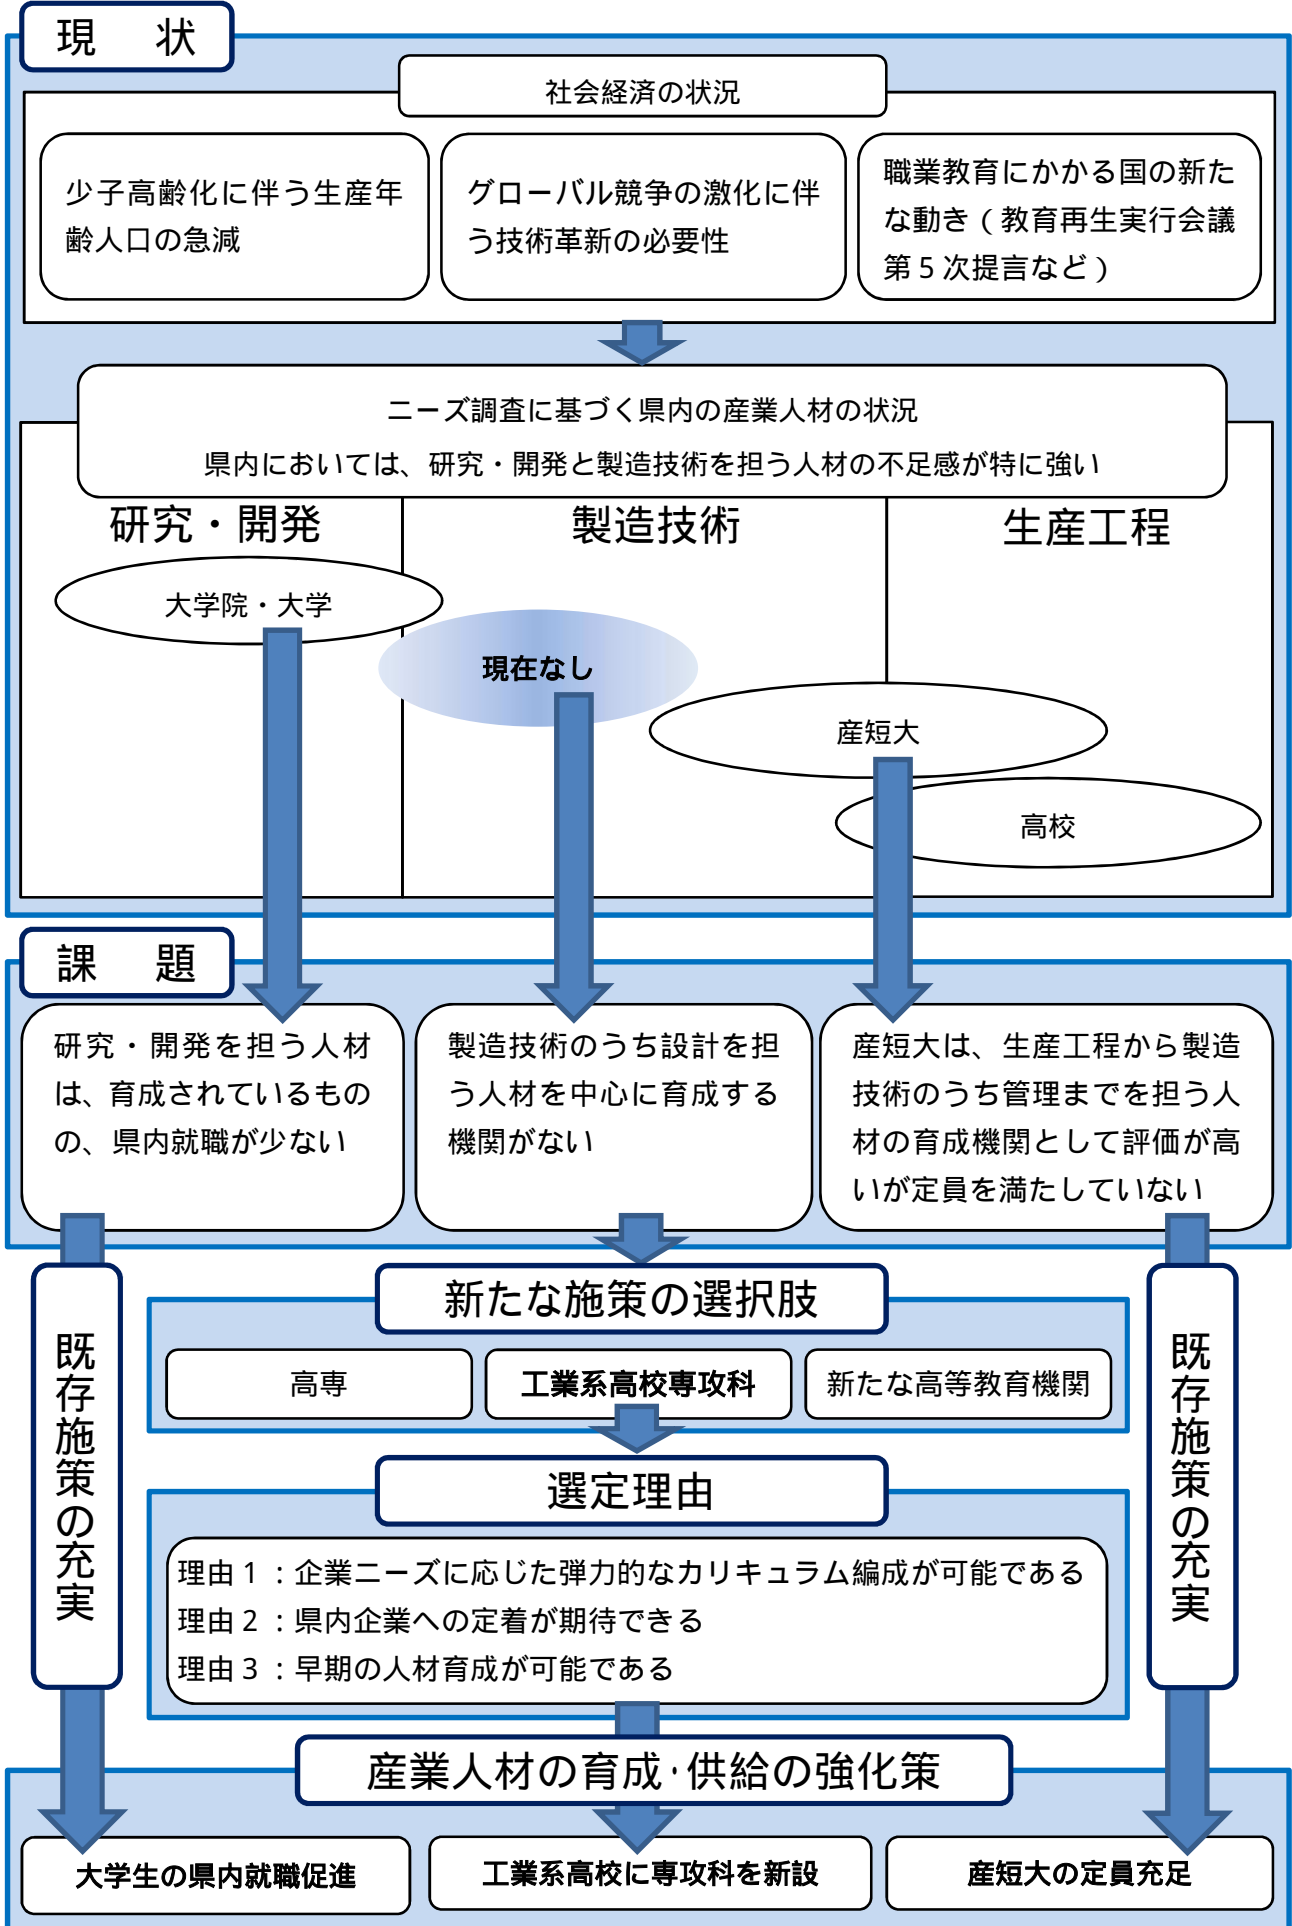 現 状
社会経済の状況
少子高齢化に伴う生産年
齢人口の急減
グローバル競争の激化に伴
う技術革新の必要性
職業教育にかかる国の新た
な動き(教育再生実行会議
第5次提言など)
ニーズ調査に基づく県内の産業人材の状況
県内においては、研究・開発と製造技術を担う人材の不足感が特に強い
研究・開発
製造技術
生産工程
大学院・大学
現在なし
産短大
高校
課 題
研究・開発を担う人材
は、育成されているもの
の、県内就職が少ない
製造技術のうち設計を担
う人材を中心に育成する
機関がない
産短大は、生産工程から製造
技術のうち管理までを担う人
材の育成機関として評価が高
いが定員を満たしていない
既存施策の充実
新たな施策の選択肢
高専
工業系高校専攻科
新たな高等教育機関
選定理由
理由1:企業ニーズに応じた弾力的なカリキュラム編成が可能である
理由2:県内企業への定着が期待できる
理由3:早期の人材育成が可能である
既存施策の充実
産業人材の育成・供給の強化策
大学生の県内就職促進
工業系高校に専攻科を新設
産短大の定員充足